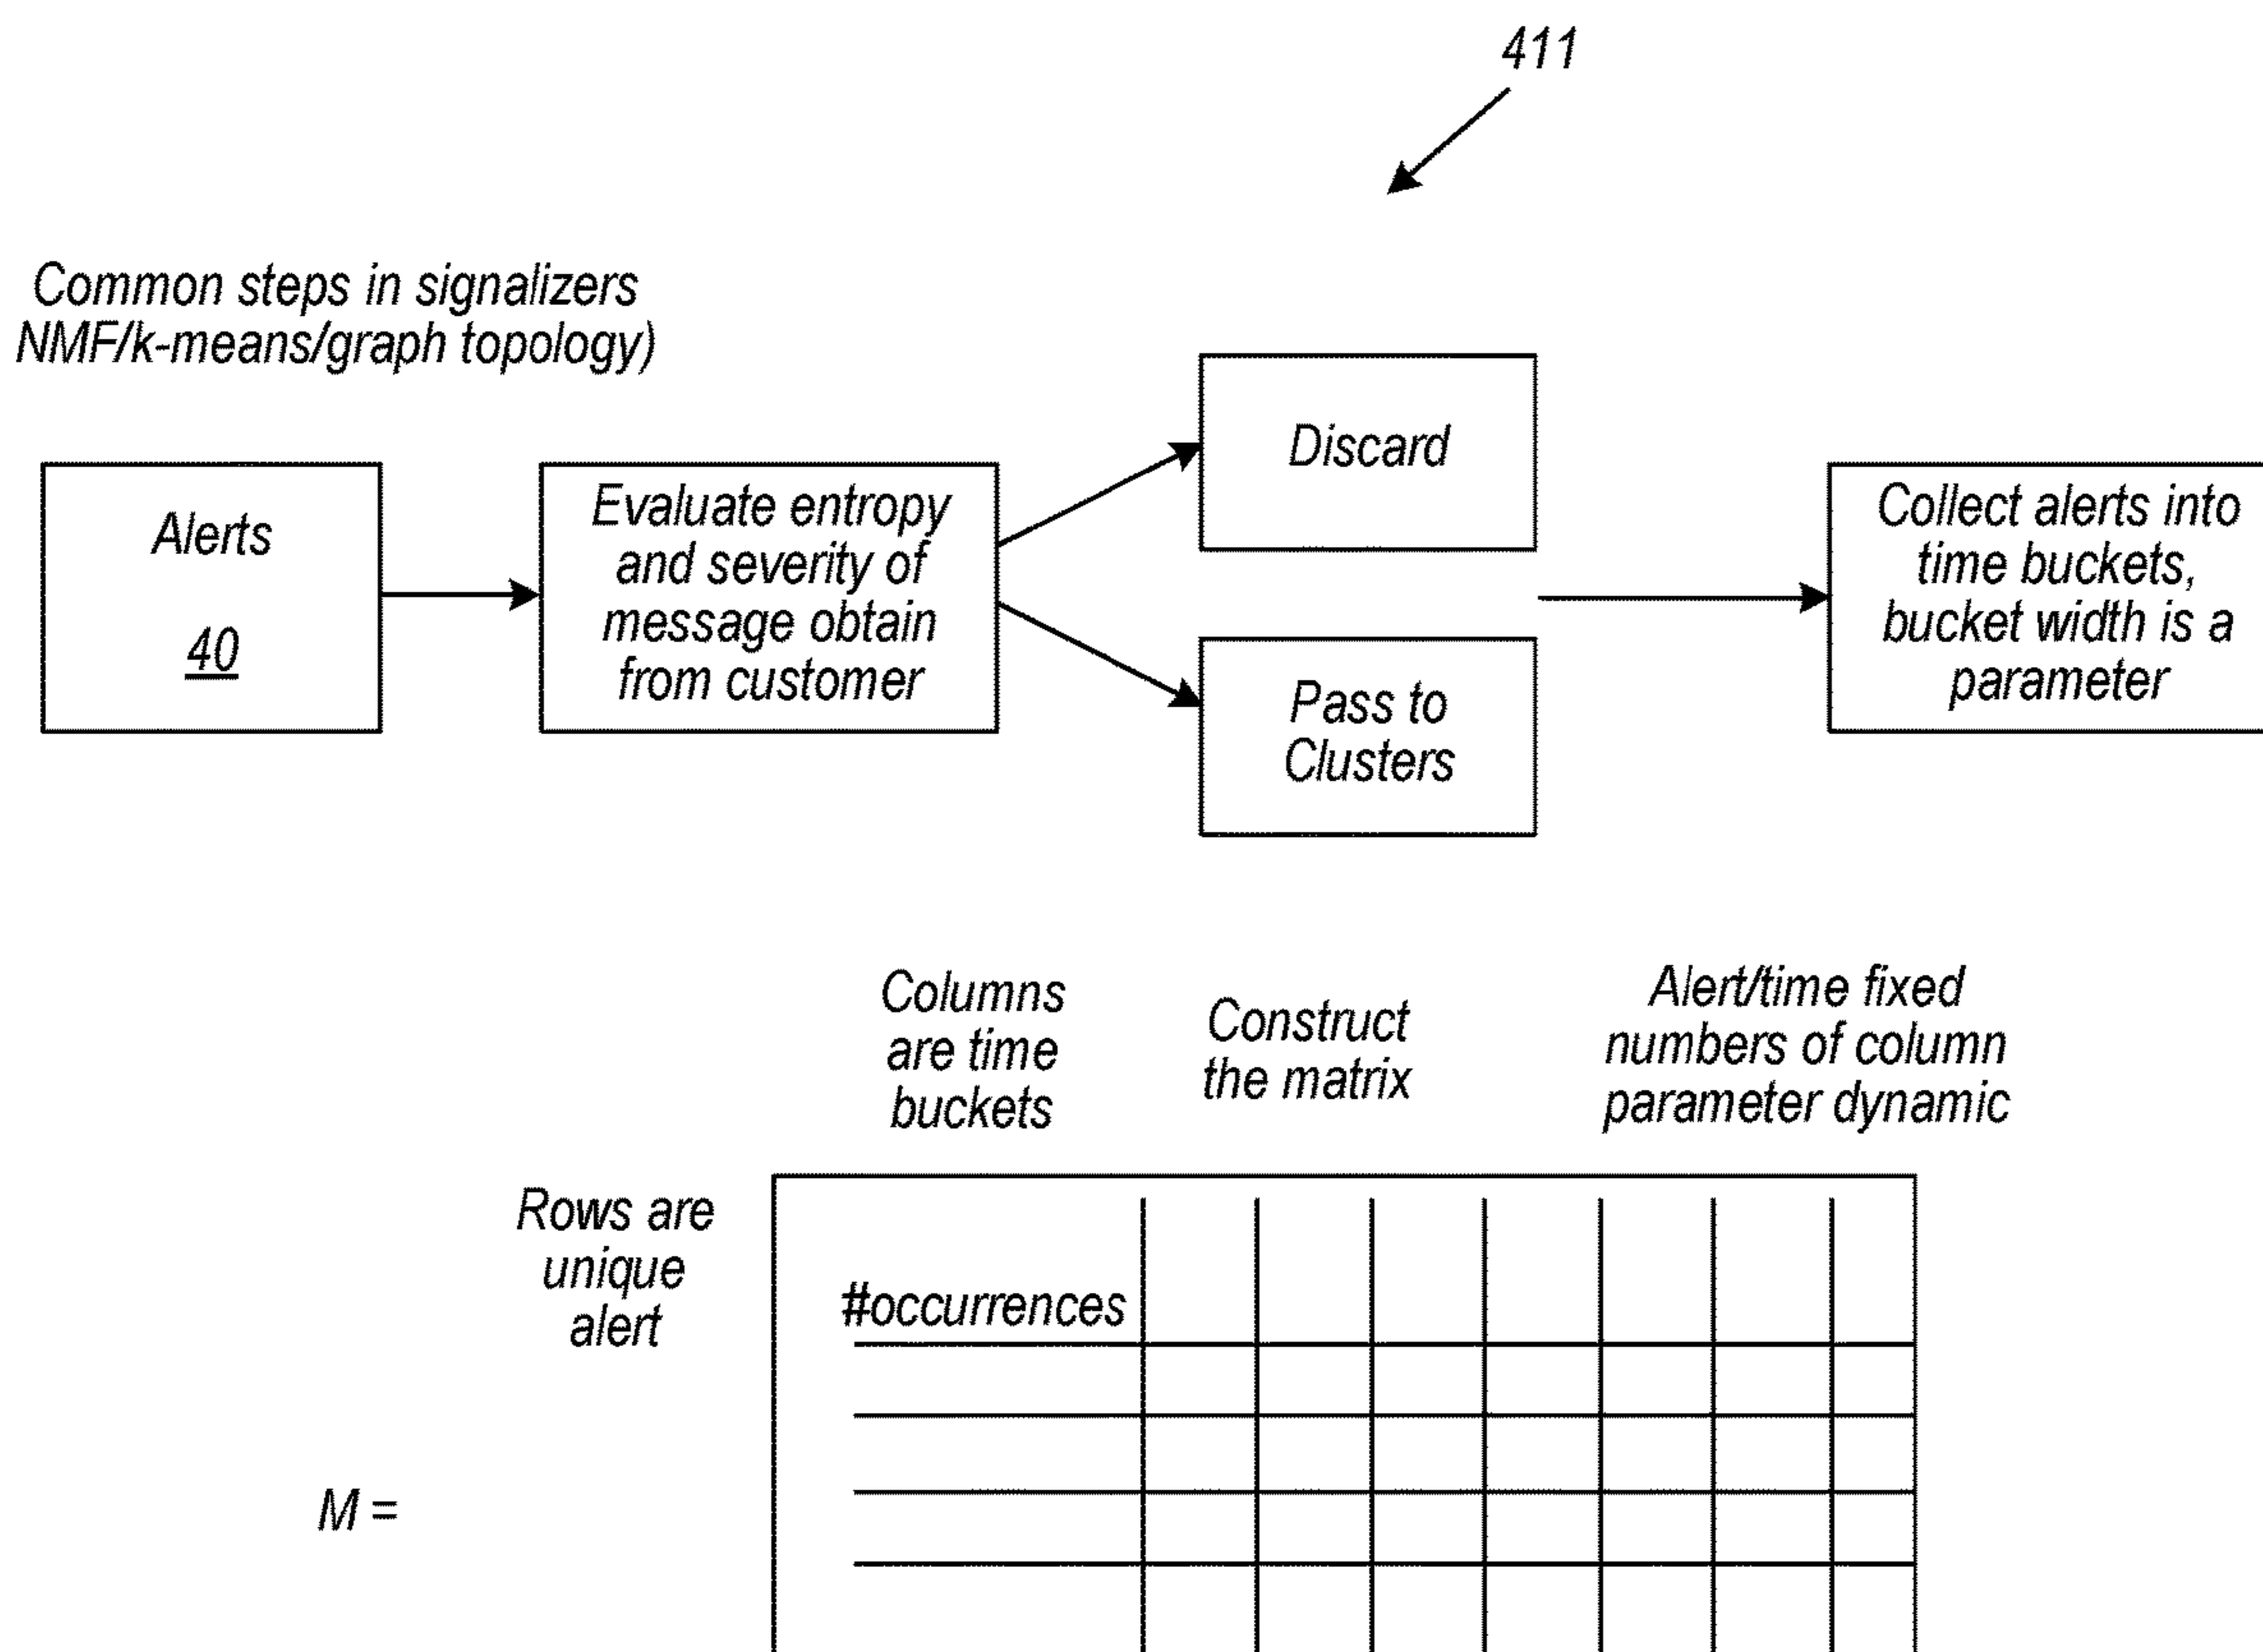 411
Common steps in signalizers
NMF/k-means/graph topology)
Alerts
40
Evaluate entropy
and severity of
message obtain
from customer
Discard
Pass to
Clusters
Collect alerts into
time buckets,
bucket width is a
parameter
Columns
are time
buckets
Construct
the matrix
Alert/time fixed
numbers of column
parameter dynamic
Rows are
unique
alert
#occurrences
M =